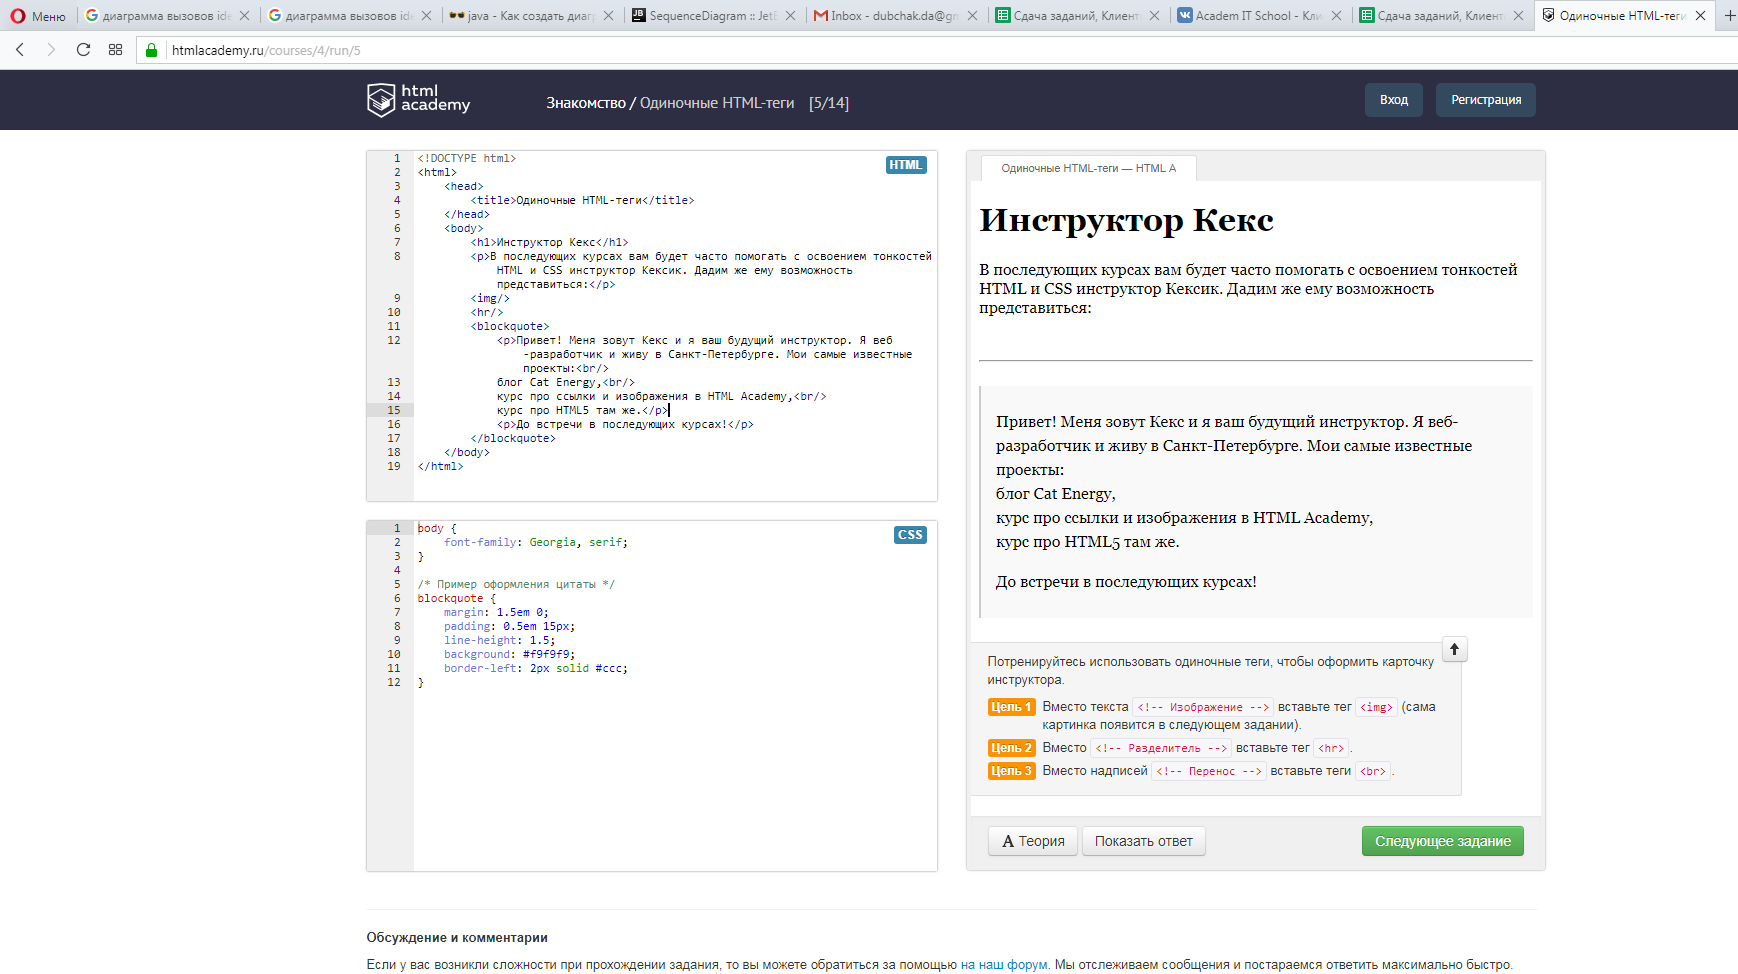 Меню
диаграмма вызовов ide
диаграмма вызовов ide
java - Как создать диагр
SequenceDiagram :: JetB
Inbox - dubchak.da@gm
Сдача заданий, Клиент
Academ IT School - Кли
Сдача заданий, Клиент
Одиночные HTML-теги
htmlacademy.ru/courses/4/run/5
html
academy
Знакомство / Одиночные HTML-теги [5/14]
Вход
Регистрация
HTML
1 <!DOCTYPE html>
2 <html>
3 <head>
4 <title>Одиночные HTML-теги</title>
5 </head>
6 <body>
7 <h1>Инструктор Кекс</h1>
8 <p>В последующих курсах вам будет часто помогать с освоением тонкостей
HTML и CSS инструктор Кексик. Дадим же ему возможность
представиться:</p>
9 <img/>
10 <hr/>
11 <blockquote>
12 <p>Привет! Меня зовут Кекс и я ваш будущий инструктор. Я веб
-разработчик и живу в Санкт-Петербурге. Мои самые известные
проекты:<br/>
13 блог Cat Energy,<br/>
14 курс про ссылки и изображения в HTML Academy,<br/>
15 курс про HTML5 там же.</p>
16 <p>До встречи в последующих курсах!</p>
17 </blockquote>
18 </body>
19 </html>
CSS
1 body {
2 font-family: Georgia, serif;
3 }
4
5 /* Пример оформления цитаты */
6 blockquote {
7 margin: 1.5em 0;
8 padding: 0.5em 15px;
9 line-height: 1.5;
10 background: #f9f9f9;
11 border-left: 2px solid #ccc;
12 }
Одиночные HTML-теги — HTML A
Инструктор Кекс
В последующих курсах вам будет часто помогать с освоением тонкостей
HTML и CSS инструктор Кексик. Дадим же ему возможность
представиться:
Привет! Меня зовут Кекс и я ваш будущий инструктор. Я веб-
разработчик и живу в Санкт-Петербурге. Мои самые известные
проекты:
блог Cat Energy,
курс про ссылки и изображения в HTML Academy,
курс про HTML5 там же.
До встречи в последующих курсах!
Потренируйтесь использовать одиночные теги, чтобы оформить карточку
инструктора.
Цель 1 Вместо текста <!-- Изображение --> вставьте тег <img> (сама
картинка появится в следующем задании).
Цель 2 Вместо <!-- Разделитель --> вставьте тег <hr>.
Цель 3 Вместо надписей <!-- Перенос --> вставьте теги <br>.
A Теория
Показать ответ
Следующее задание
Обсуждение и комментарии
Если у вас возникли сложности при прохождении задания, то вы можете обратиться за помощью на наш форум. Мы отслеживаем сообщения и постараемся ответить максимально быстро.